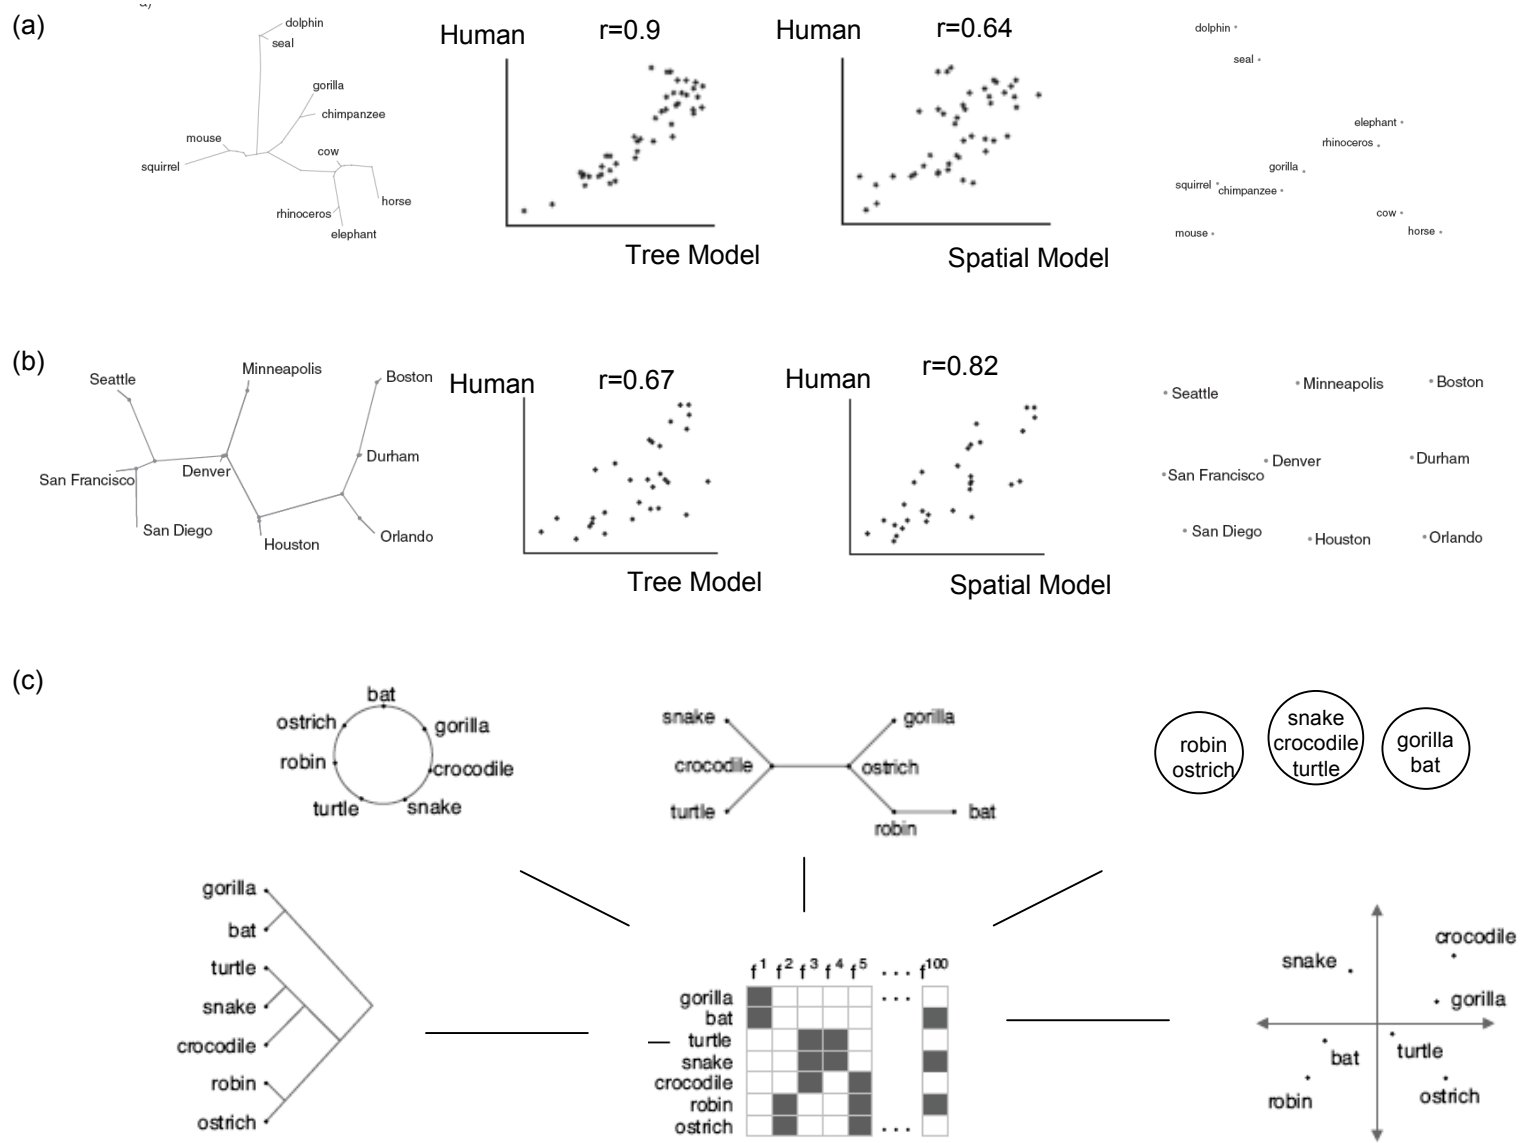 (a)
dolphin
seal
gorilla
chimpanzee
mouse
squirrel
cow
horse
rhinoceros
elephant
Human r=0.9
Tree Model
Human r=0.64
Spatial Model
dolphin
seal
elephant
rhinoceros
gorilla
squirrel
chimpanzee
cow
horse
mouse
(b)
Seattle
Minneapolis
Boston
San Francisco
Denver
Durham
San Diego
Houston
Orlando
Human r=0.67
Tree Model
Human r=0.82
Spatial Model
Seattle
Minneapolis
Boston
San Francisco
Denver
Durham
San Diego
Houston
Orlando
(c)
bat
ostrich
gorilla
robin
crocodile
turtle
snake
snake
gorilla
crocodile
ostrich
turtle
robin
bat
robin
ostrich
snake
crocodile
turtle
gorilla
bat
gorilla
bat
turtle
snake
crocodile
robin
ostrich
f1 f2 f3 f4 f5 ... f100
gorilla ...
bat
turtle
snake
crocodile
robin
ostrich ...
crocodile
snake
gorilla
bat
turtle
robin
ostrich